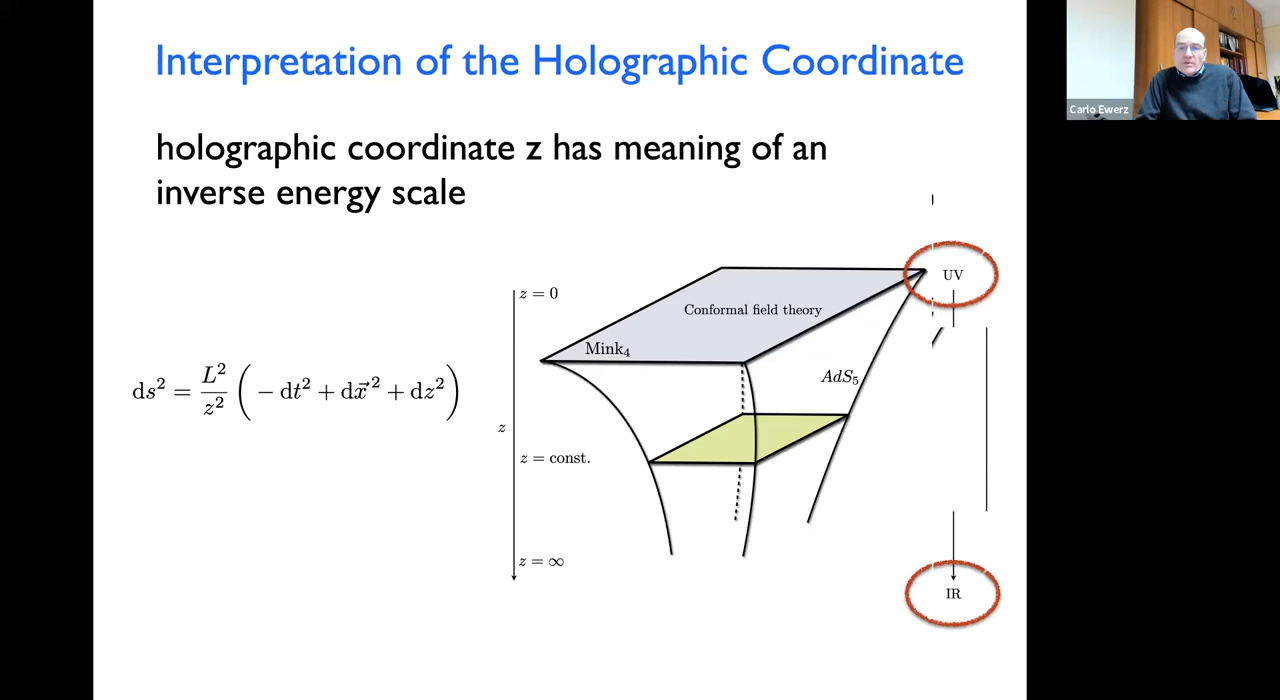 Interpretation of the Holographic Coordinate
Carlo Ewerz
holographic coordinate z has meaning of an
inverse energy scale
UV
z = 0
Conformal field theory
Mink₄
AdS₅
ds² = L²/z² ( − dt² + dx⃗² + dz² )
z
z = const.
z = ∞
IR